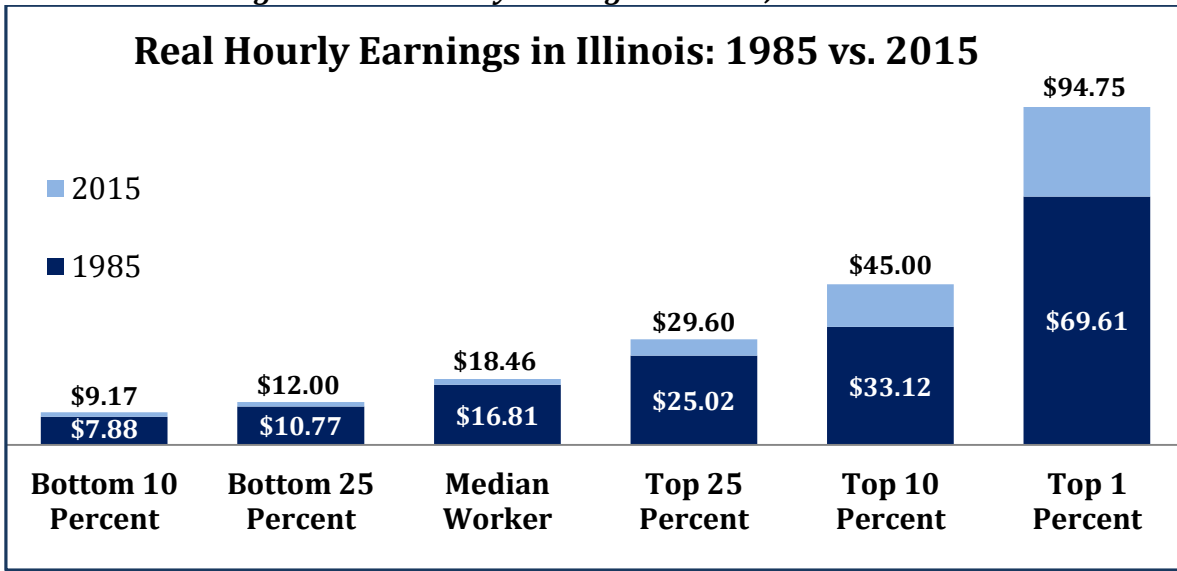 Real Hourly Earnings in Illinois: 1985 vs. 2015
$94.75
2015
1985
$45.00
$69.61
$29.60
$33.12
$18.46
$25.02
$12.00
$16.81
$9.17
$10.77
$7.88
Bottom 10
Percent
Bottom 25
Percent
Median
Worker
Top 25
Percent
Top 10
Percent
Top 1
Percent